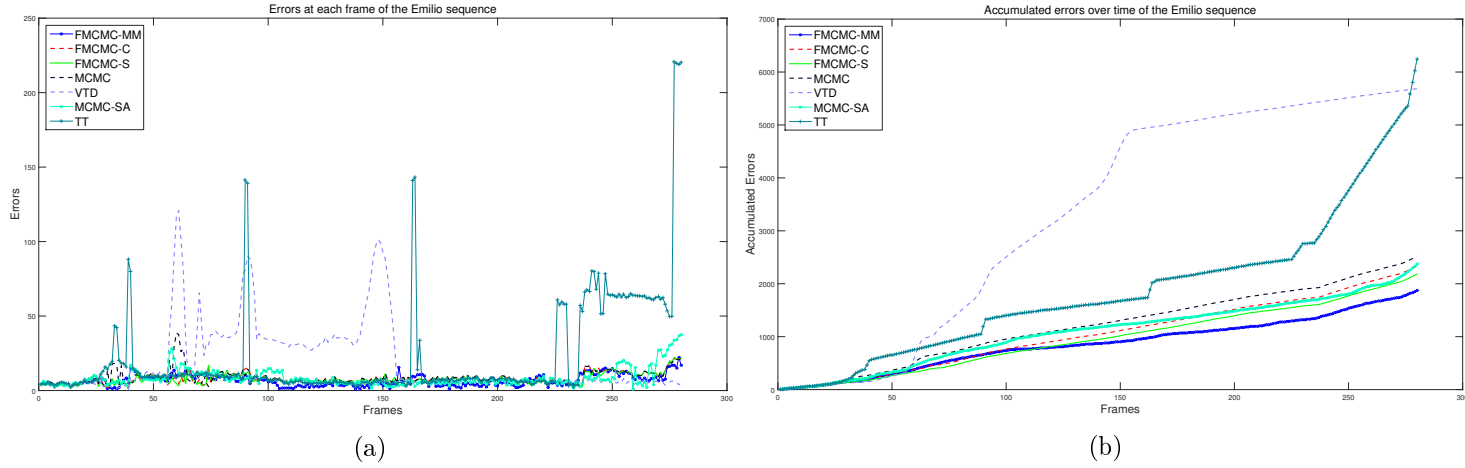 Errors at each frame of the Emilio sequence
250
200
150
100
50
0
0
50
100
150
200
250
300
Errors
Frames
FMCMC-MM
FMCMC-C
FMCMC-S
MCMC
VTD
MCMC-SA
TT
(a)
Accumulated errors over time of the Emilio sequence
7000
6000
5000
4000
3000
2000
1000
0
0
50
100
150
200
250
300
Accumulated Errors
Frames
FMCMC-MM
FMCMC-C
FMCMC-S
MCMC
VTD
MCMC-SA
TT
(b)